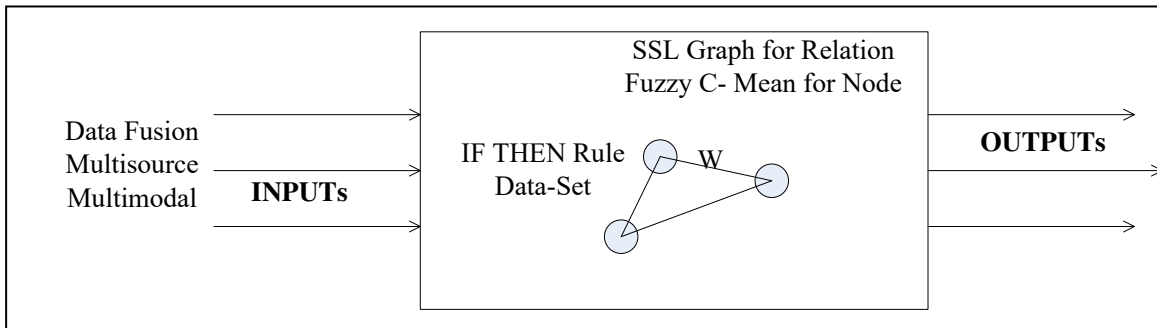 SSL Graph for Relation
Fuzzy C- Mean for Node
Data Fusion
Multisource
Multimodal
INPUTs
IF THEN Rule
Data-Set
W
OUTPUTs